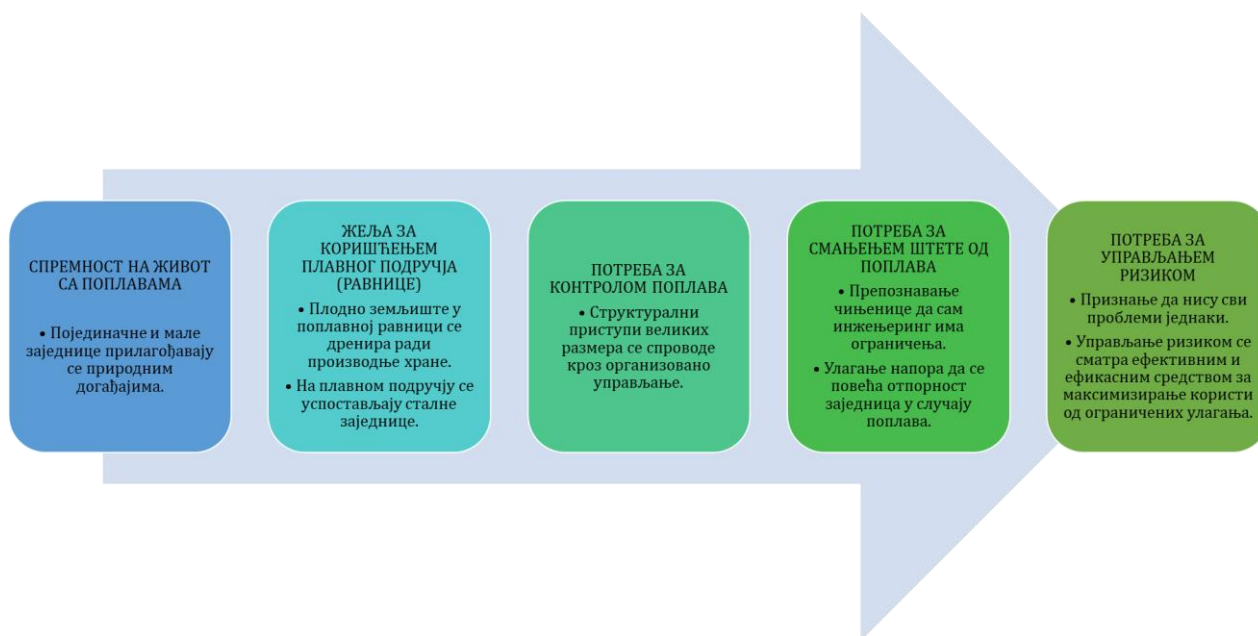 СПРЕМНОСТ НА ЖИВОТ
СА ПОПЛАВАМА
• Појединачне и мале
заједнице прилагођавају
се природним
догађајима.
ЖЕЉА ЗА
КОРИШЋЕЊЕМ
ПЛАВНОГ ПОДРУЧЈА
(РАВНИЦЕ)
• Плодно земљиште у
поплавној равници се
дренира ради
производње хране.
• На плавном подручју се
успостављају сталне
заједнице.
ПОТРЕБА ЗА
КОНТРОЛОМ ПОПЛАВА
• Структурални
приступи великих
размера се спроводе
кроз организовано
управљање.
ПОТРЕБА ЗА
СМАЊЕЊЕМ ШТЕТЕ ОД
ПОПЛАВА
• Препознавање
чињенице да сам
инжењеринг има
ограничења.
• Улагање напора да се
повећа отпорност
заједница у случају
поплава.
ПОТРЕБА ЗА
УПРАВЉАЊЕМ
РИЗИКОМ
• Признање да нису сви
проблеми једнаки.
• Управљање ризиком се
сматра ефективним и
ефикасним средством за
максимизирање користи
од ограничених улагања.